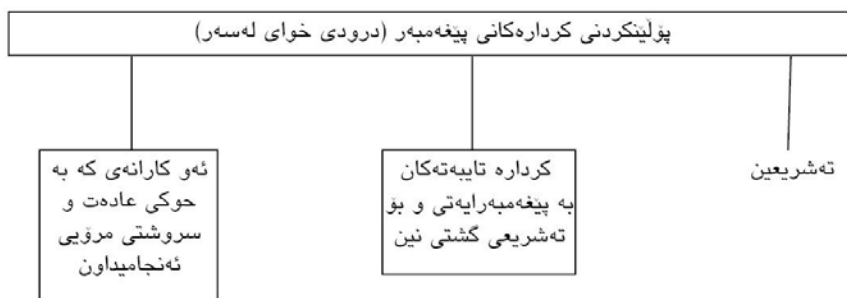 پۆڵێنکردنی کردارەکانی پێغەمبەر (درودی خوای لەسەر)
تەشریعین
کردارە تایبەتەکان
بە پێغەمبەرایەتی و بۆ
تەشریعی گشتی نین
ئەو کارانەی کە بە
حوکی عادەت و
سروشتی مرۆیی
ئەنجامیداون